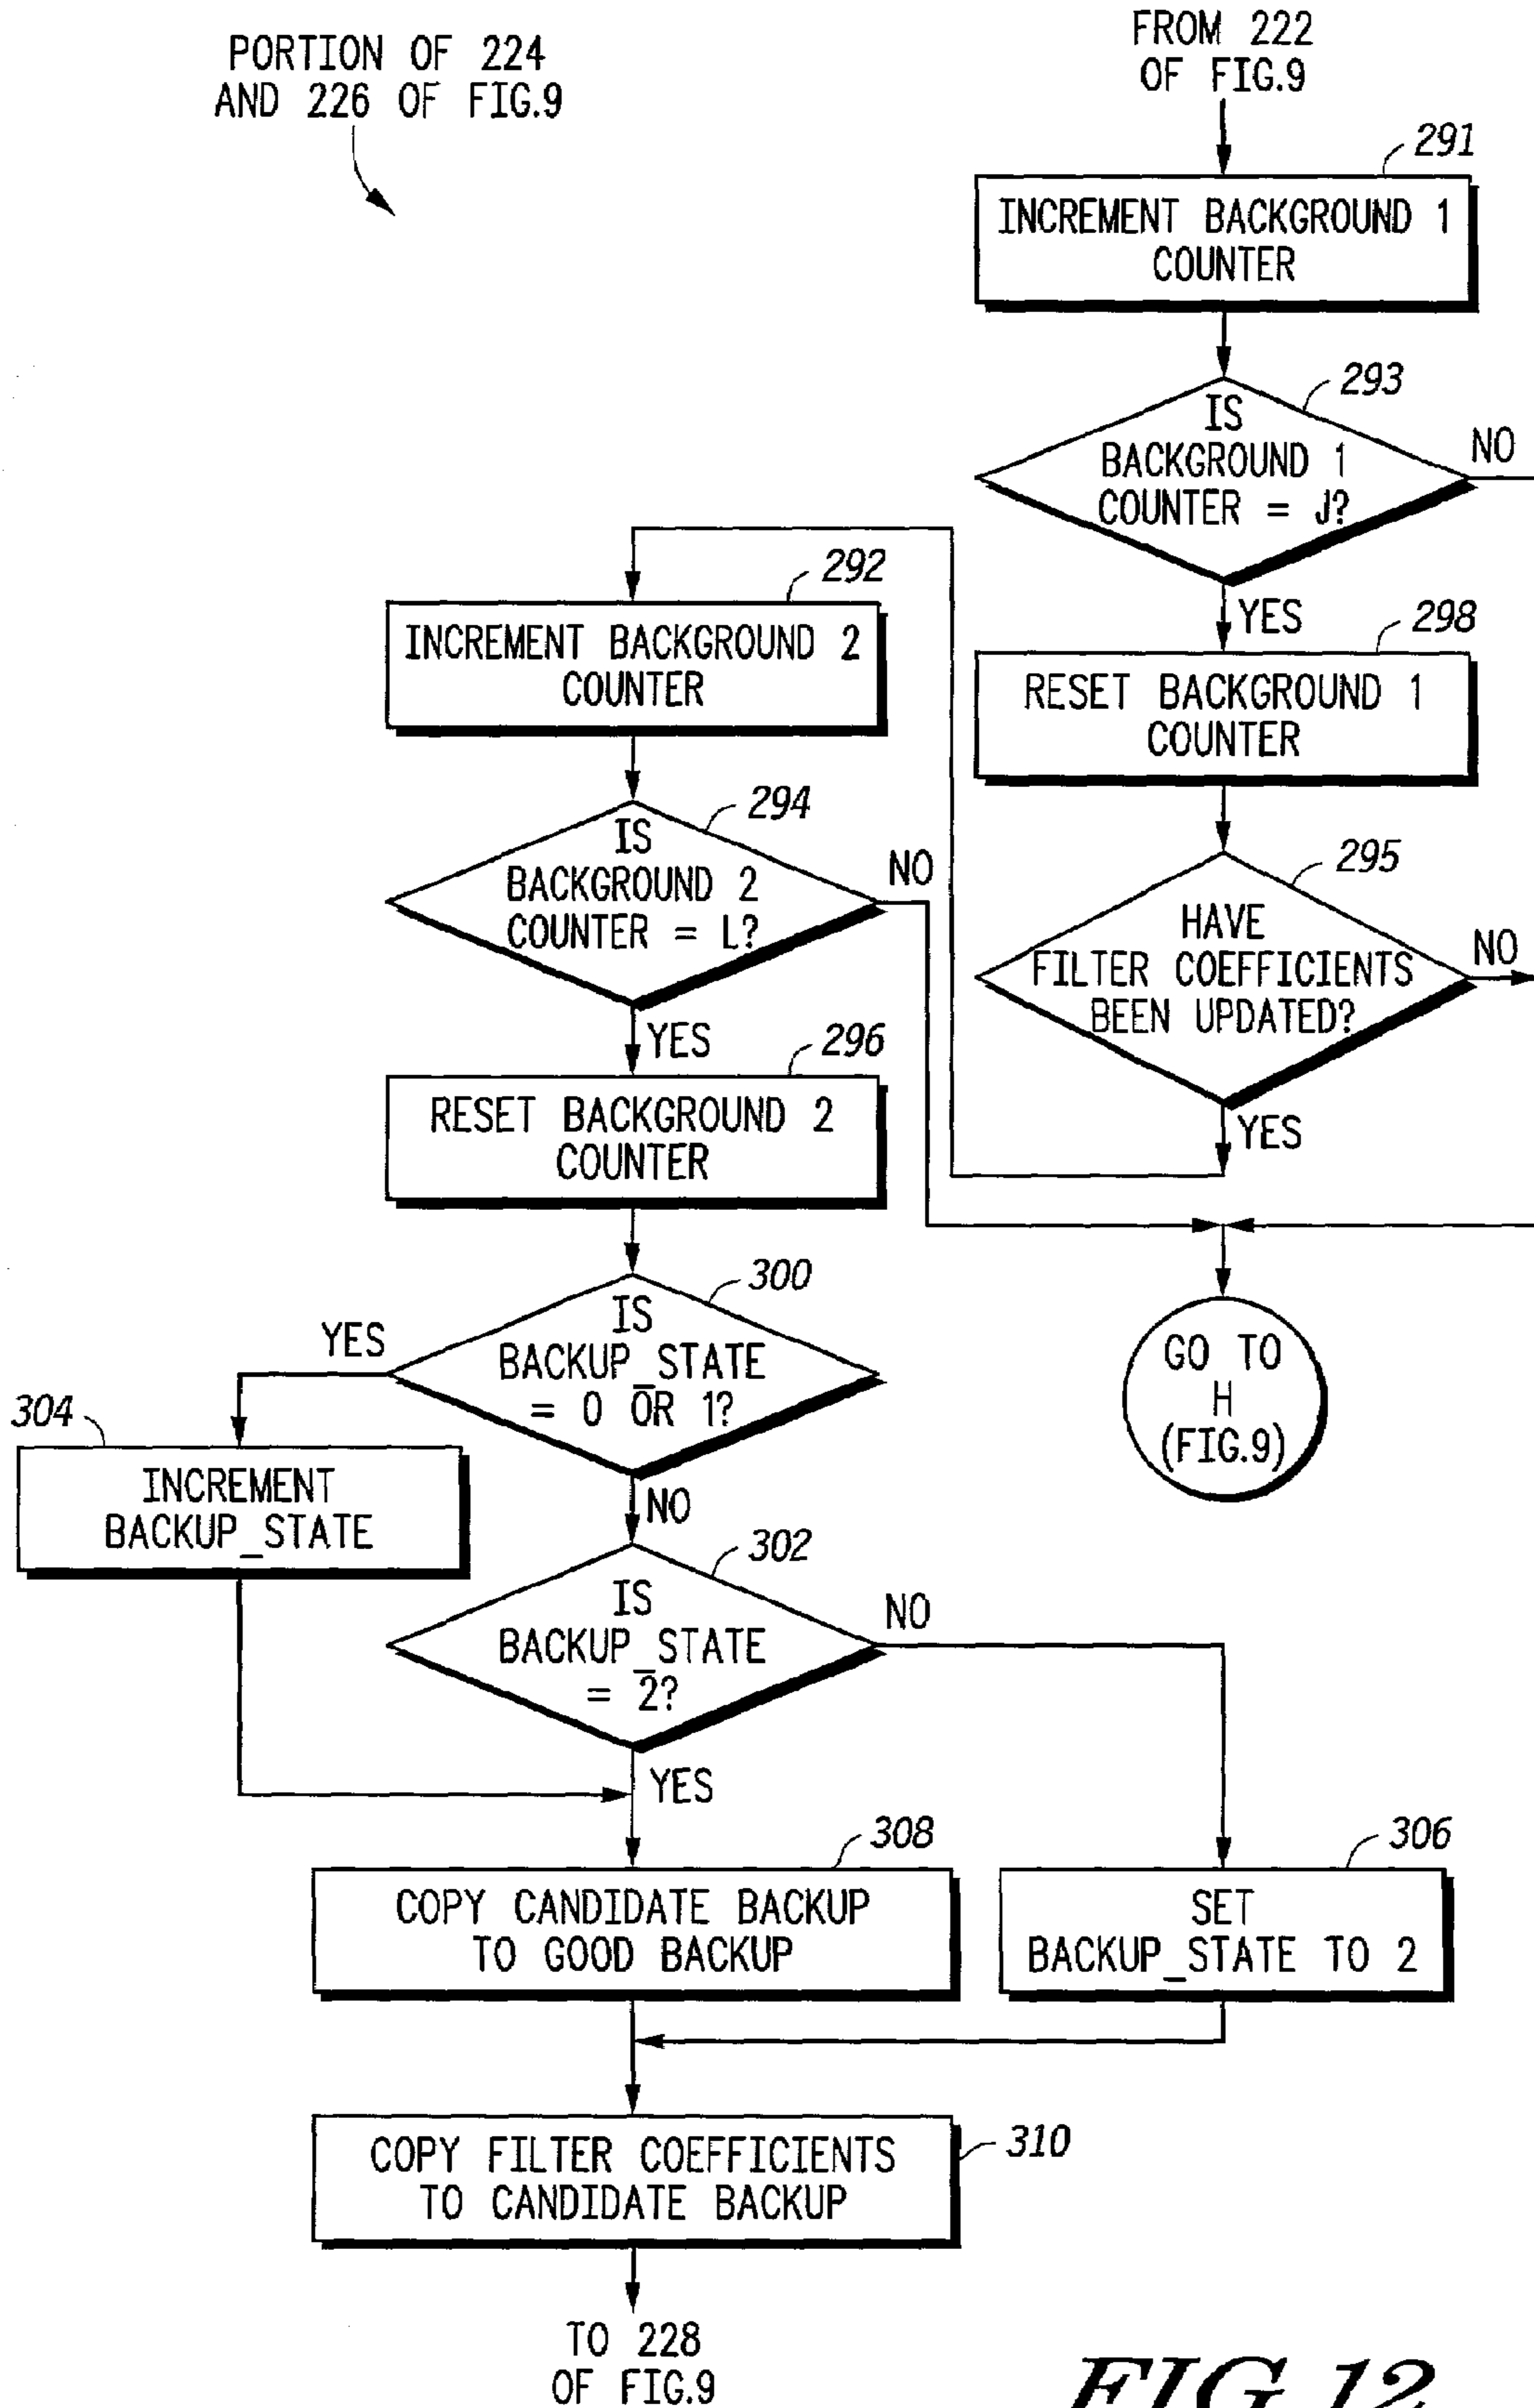 PORTION OF 224
AND 226 OF FIG.9
FROM 222
OF FIG.9
291
INCREMENT BACKGROUND 1
COUNTER
293
IS
BACKGROUND 1
COUNTER = J?
NO
YES
298
RESET BACKGROUND 1
COUNTER
295
HAVE
FILTER COEFFICIENTS
BEEN UPDATED?
NO
YES
292
INCREMENT BACKGROUND 2
COUNTER
294
IS
BACKGROUND 2
COUNTER = L?
NO
YES
296
RESET BACKGROUND 2
COUNTER
300
IS
BACKUP_STATE
= 0 OR 1?
YES
NO
304
INCREMENT
BACKUP_STATE
302
IS
BACKUP_STATE
= 2?
NO
YES
GO TO
H
(FIG.9)
308
COPY CANDIDATE BACKUP
TO GOOD BACKUP
306
SET
BACKUP_STATE TO 2
310
COPY FILTER COEFFICIENTS
TO CANDIDATE BACKUP
TO 228
OF FIG.9
FIG.12